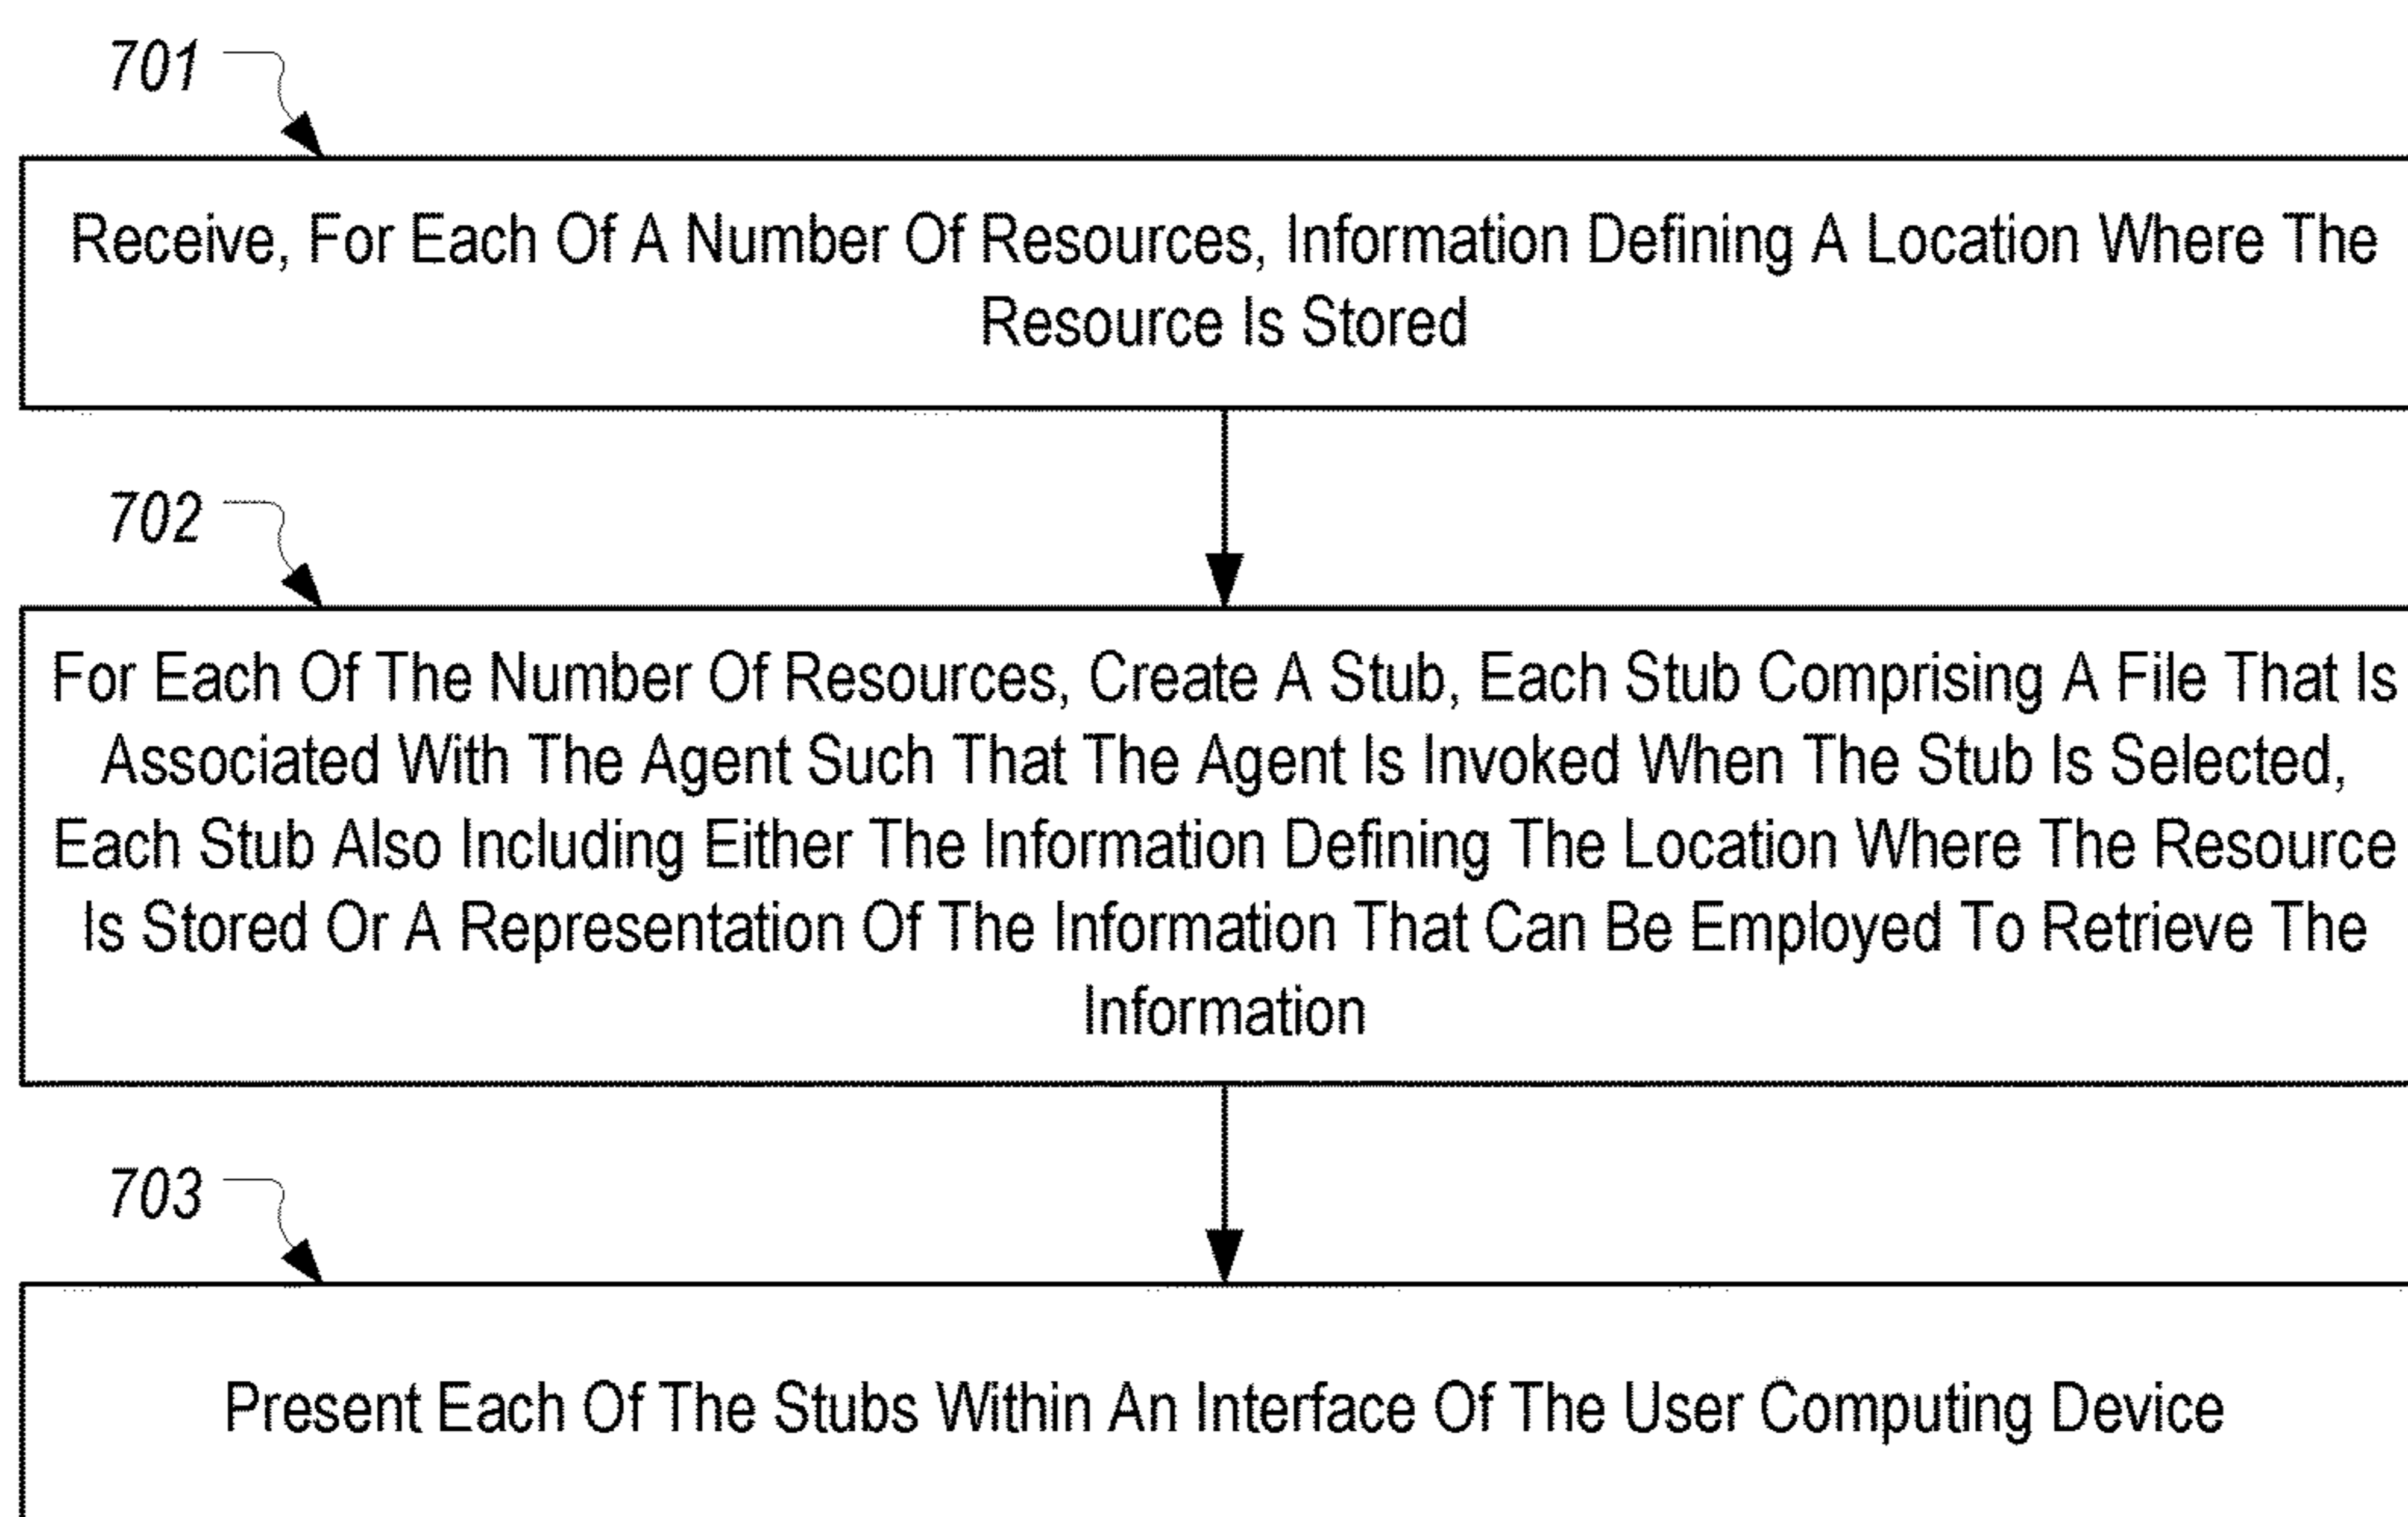 701
Receive, For Each Of A Number Of Resources, Information Defining A Location Where The
Resource Is Stored
702
For Each Of The Number Of Resources, Create A Stub, Each Stub Comprising A File That Is
Associated With The Agent Such That The Agent Is Invoked When The Stub Is Selected,
Each Stub Also Including Either The Information Defining The Location Where The Resource
Is Stored Or A Representation Of The Information That Can Be Employed To Retrieve The
Information
703
Present Each Of The Stubs Within An Interface Of The User Computing Device